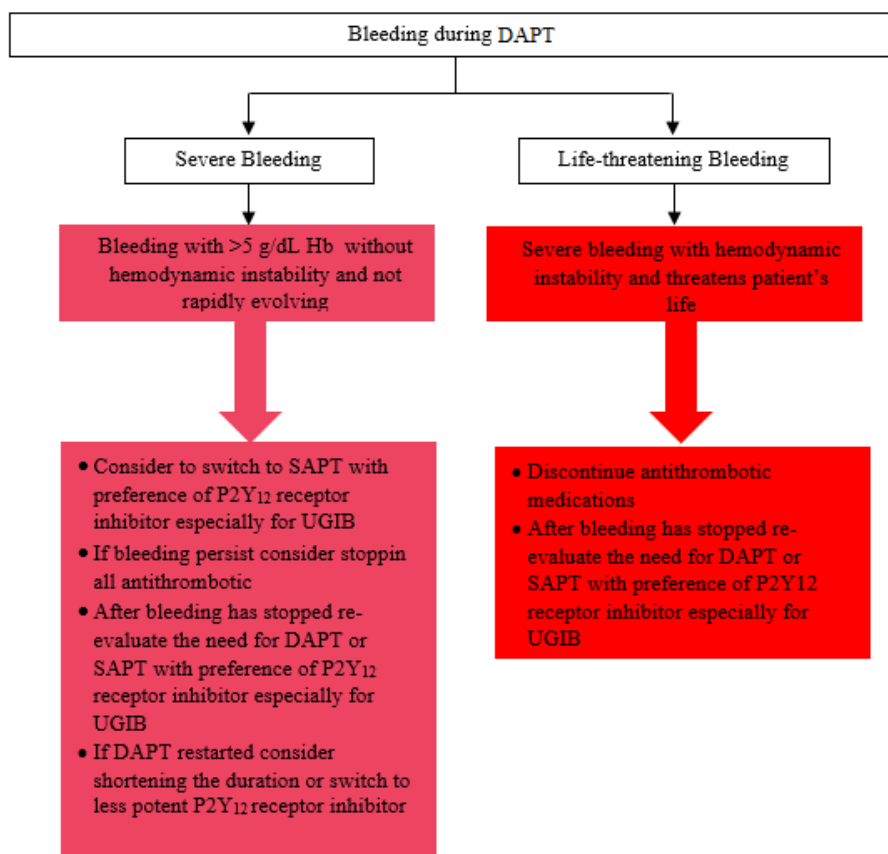 Bleeding during DAPT
Severe Bleeding
Life-threatening Bleeding
Bleeding with >5 g/dL Hb without
hemodynamic instability and not
rapidly evolving
Severe bleeding with hemodynamic
instability and threatens patient’s
life
• Consider to switch to SAPT with
preference of P2Y₁₂ receptor
inhibitor especially for UGIB
• If bleeding persist consider stoppin
all antithrombotic
• After bleeding has stopped re-
evaluate the need for DAPT or
SAPT with preference of P2Y₁₂
receptor inhibitor especially for
UGIB
• If DAPT restarted consider
shortening the duration or switch to
less potent P2Y₁₂ receptor inhibitor
• Discontinue antithrombotic
medications
• After bleeding has stopped re-
evaluate the need for DAPT or
SAPT with preference of P2Y12
receptor inhibitor especially for
UGIB